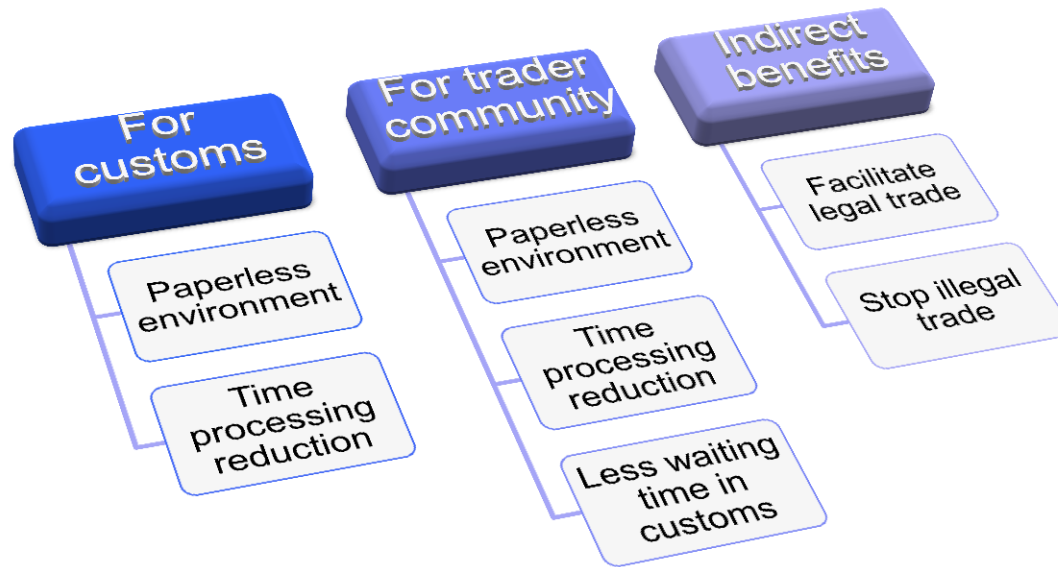 For
customs
Paperless
environment
Time
processing
reduction
For trader
community
Paperless
environment
Time
processing
reduction
Less waiting
time in
customs
Indirect
benefits
Facilitate
legal trade
Stop illegal
trade